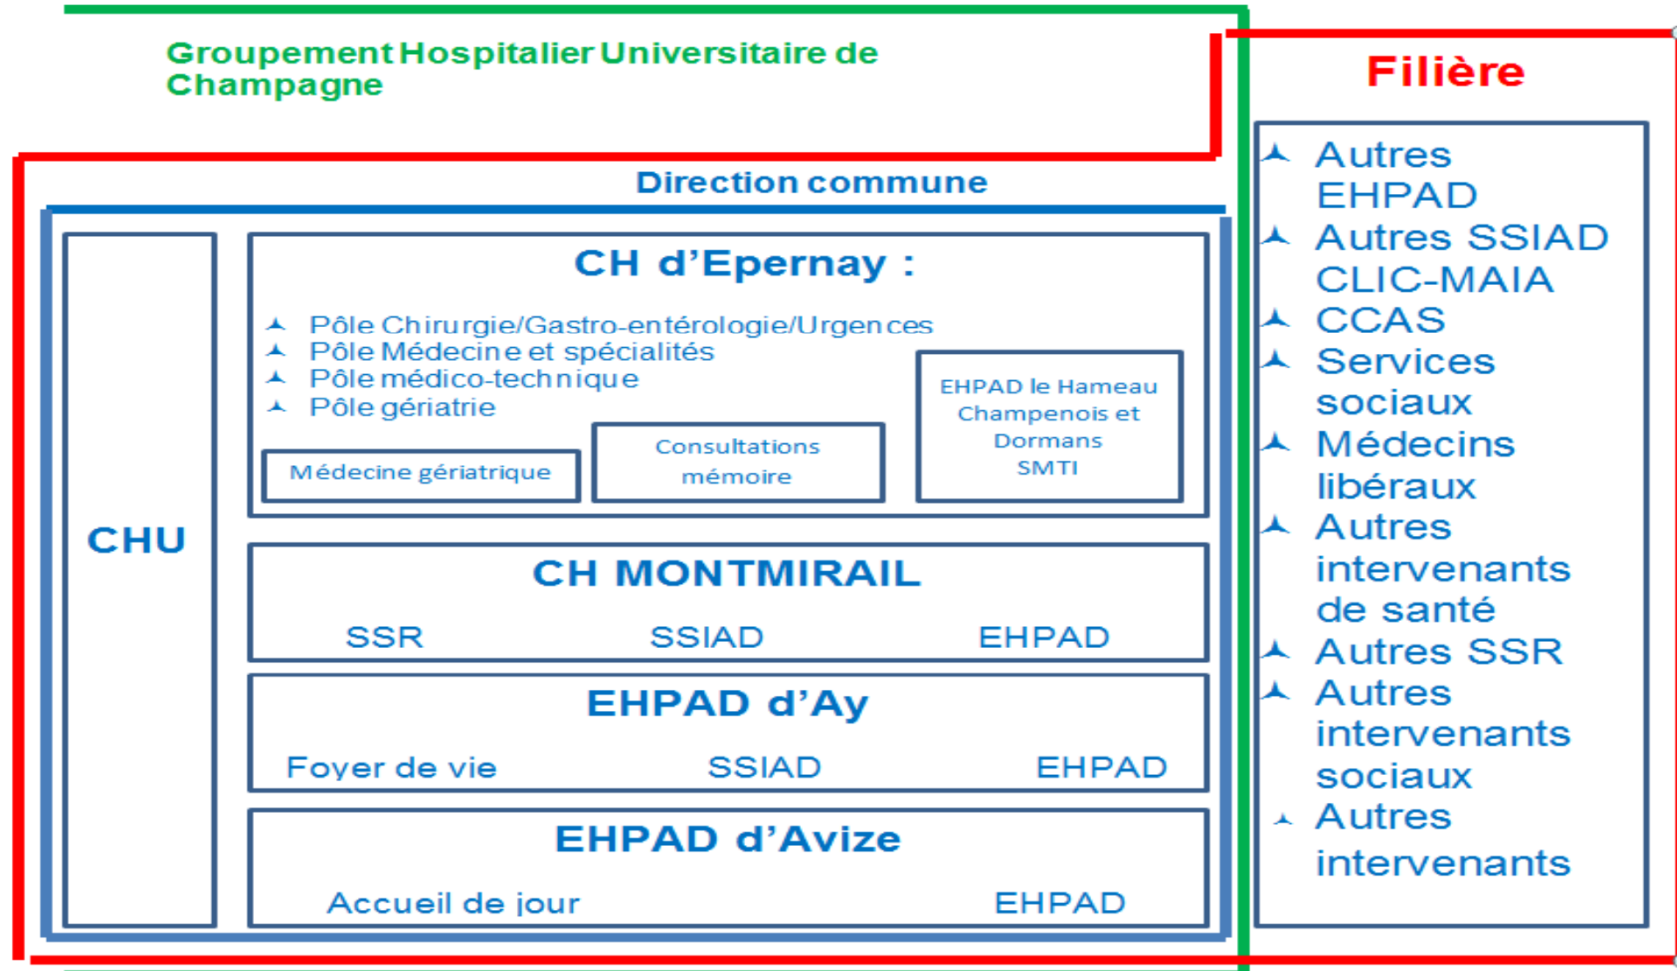 Groupement Hospitalier Universitaire de
Champagne
Direction commune
CHU
CH d’Epernay :
Pôle Chirurgie/Gastro-entérologie/Urgences
Pôle Médecine et spécialités
Pôle médico-technique
Pôle gériatrie
Médecine gériatrique
Consultations
mémoire
EHPAD le Hameau
Champenois et
Dormans
SMTI
CH MONTMIRAIL
SSR SSIAD EHPAD
EHPAD d’Ay
Foyer de vie SSIAD EHPAD
EHPAD d’Avize
Accueil de jour EHPAD
Filière
Autres
EHPAD
Autres SSIAD
CLIC-MAIA
CCAS
Services
sociaux
Médecins
libéraux
Autres
intervenants
de santé
Autres SSR
Autres
intervenants
sociaux
Autres
intervenants